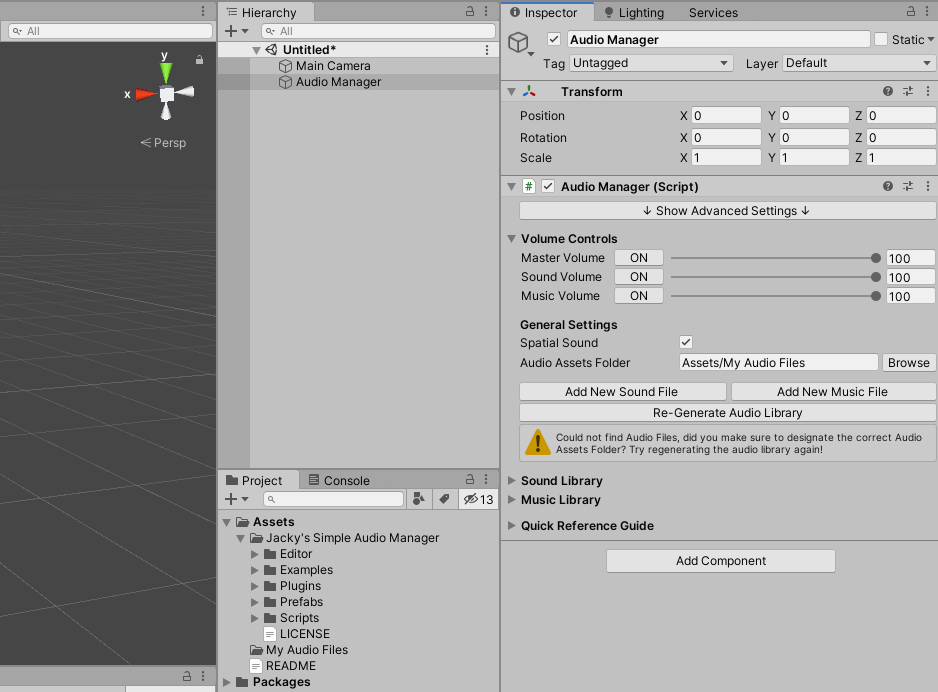 All
y
x
Persp
Hierarchy
All
Untitled*
Main Camera
Audio Manager
Project
Console
13
Assets
Jacky's Simple Audio Manager
Editor
Examples
Plugins
Prefabs
Scripts
LICENSE
My Audio Files
README
Packages
Inspector
Lighting
Services
Audio Manager
Static
Tag Untagged
Layer Default
Transform
Position X 0 Y 0 Z 0
Rotation X 0 Y 0 Z 0
Scale X 1 Y 1 Z 1
# Audio Manager (Script)
↓ Show Advanced Settings ↓
Volume Controls
Master Volume ON 100
Sound Volume ON 100
Music Volume ON 100
General Settings
Spatial Sound
Audio Assets Folder Assets/My Audio Files Browse
Add New Sound File Add New Music File
Re-Generate Audio Library
Could not find Audio Files, did you make sure to designate the correct Audio
Assets Folder? Try regenerating the audio library again!
Sound Library
Music Library
Quick Reference Guide
Add Component